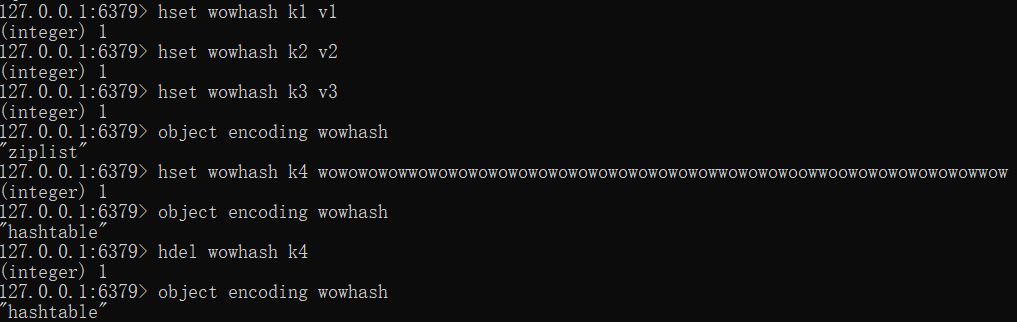 127.0.0.1:6379> hset wowhash k1 v1
(integer) 1
127.0.0.1:6379> hset wowhash k2 v2
(integer) 1
127.0.0.1:6379> hset wowhash k3 v3
(integer) 1
127.0.0.1:6379> object encoding wowhash
"ziplist"
127.0.0.1:6379> hset wowhash k4 wowowowowwowowowowowowowowowowowowowowowwowowowoowwoowowowowowowowwow
(integer) 1
127.0.0.1:6379> object encoding wowhash
"hashtable"
127.0.0.1:6379> hdel wowhash k4
(integer) 1
127.0.0.1:6379> object encoding wowhash
"hashtable"